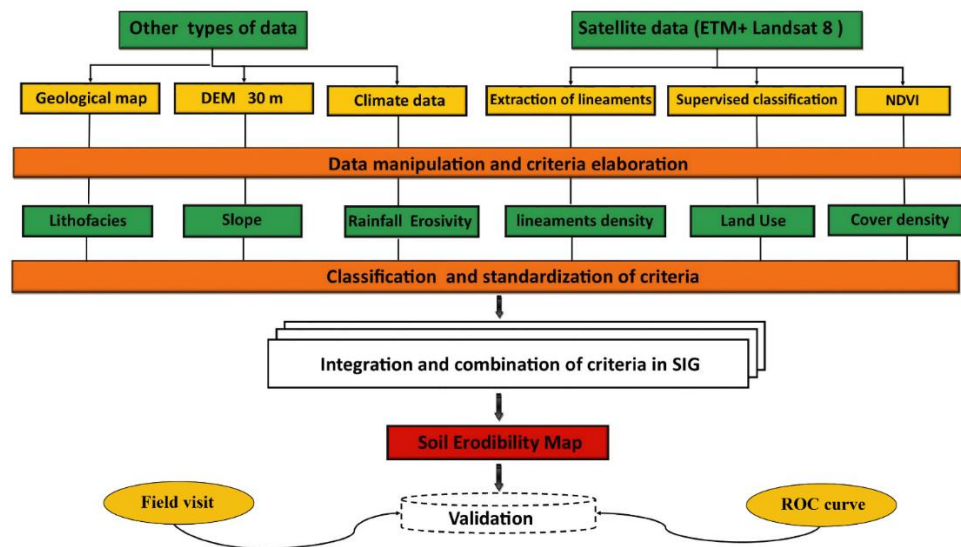 Other types of data
Satellite data (ETM+ Landsat 8 )
Geological map
DEM 30 m
Climate data
Extraction of lineaments
Supervised classification
NDVI
Data manipulation and criteria elaboration
Lithofacies
Slope
Rainfall Erosivity
lineaments density
Land Use
Cover density
Classification and standardization of criteria
Integration and combination of criteria in SIG
Soil Erodibility Map
Field visit
Validation
ROC curve